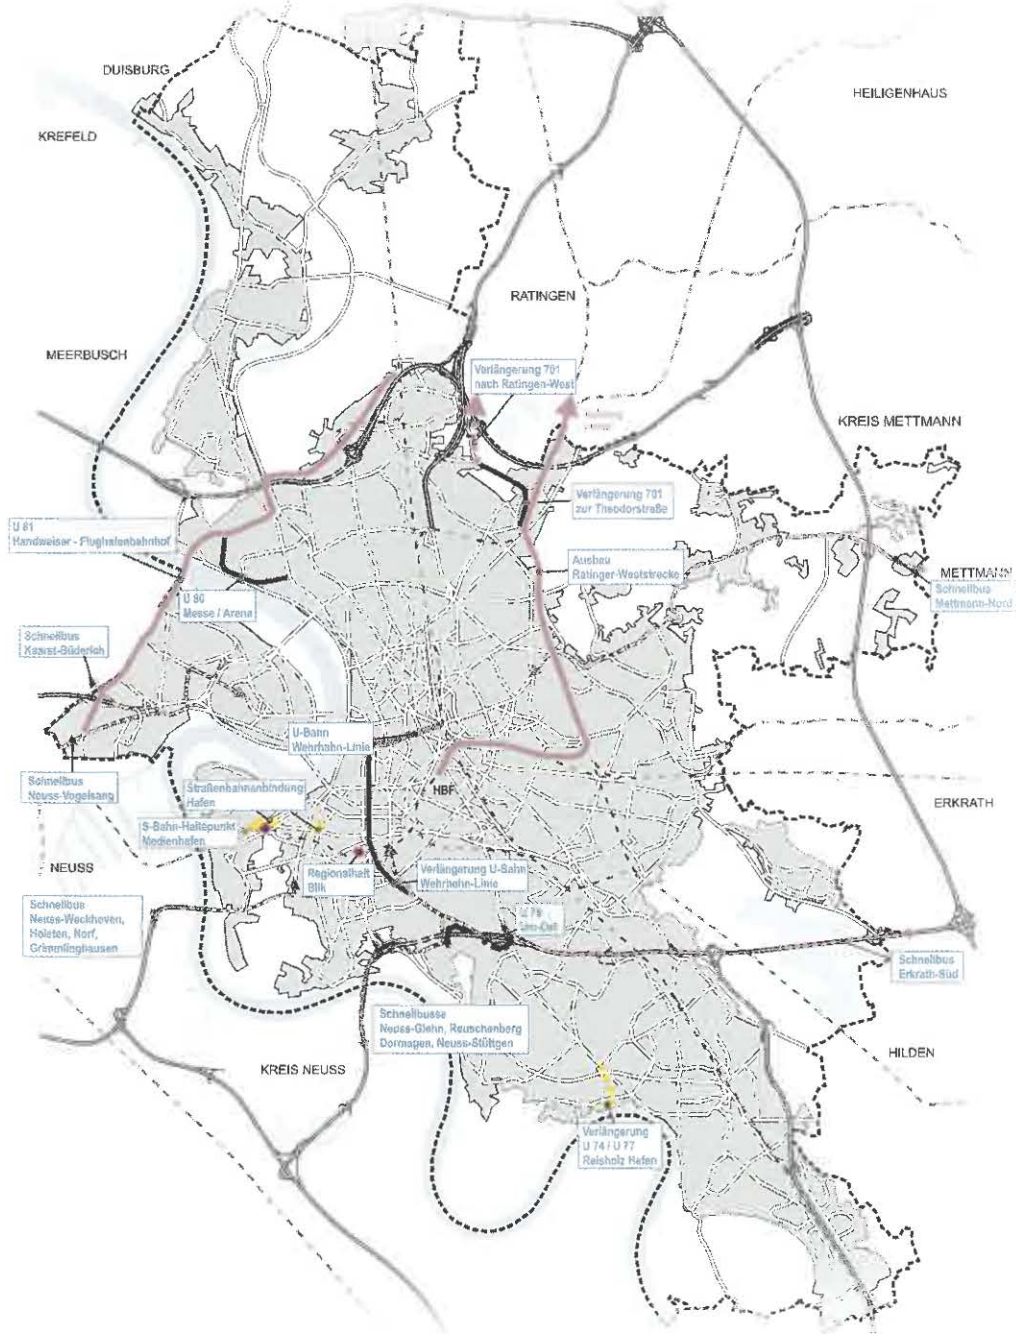 DUISBURG
HEILIGENHAUS
KREFELD
RATINGEN
MEERBUSCH
Verlängerung 701
nach Ratingen-West
KREIS METTMANN
Verlängerung 701
zur Theodorstraße
U 81
Handweiser - Flughafenbahnhof
Ausbau
Ratinger-Weststrecke
METTMANN
Schnellbus
Mettmann-Nord
U 80
Messe / Arena
Schnellbus
Kaarst-Büderich
U-Bahn
Wehrhahn-Linie
Schnellbus
Neuss-Vogelsang
Straßenbahnanbindung
Hafen
HBF
ERKRATH
S-Bahn-Haltepunkt
Medienhafen
NEUSS
Regionalhalt
Bilk
Verlängerung U-Bahn
Wehrhahn-Linie
Schnellbus
Neuss-Weckhoven,
Hoisten, Norf,
Grimmlinghausen
U 79
Schnellbus
Erkrath-Süd
Schnellbusse
Neuss-Glehn, Reuschenberg
Dormagen, Neuss-Stüttgen
HILDEN
KREIS NEUSS
Verlängerung
U 74 / U 77
Reisholz Hafen